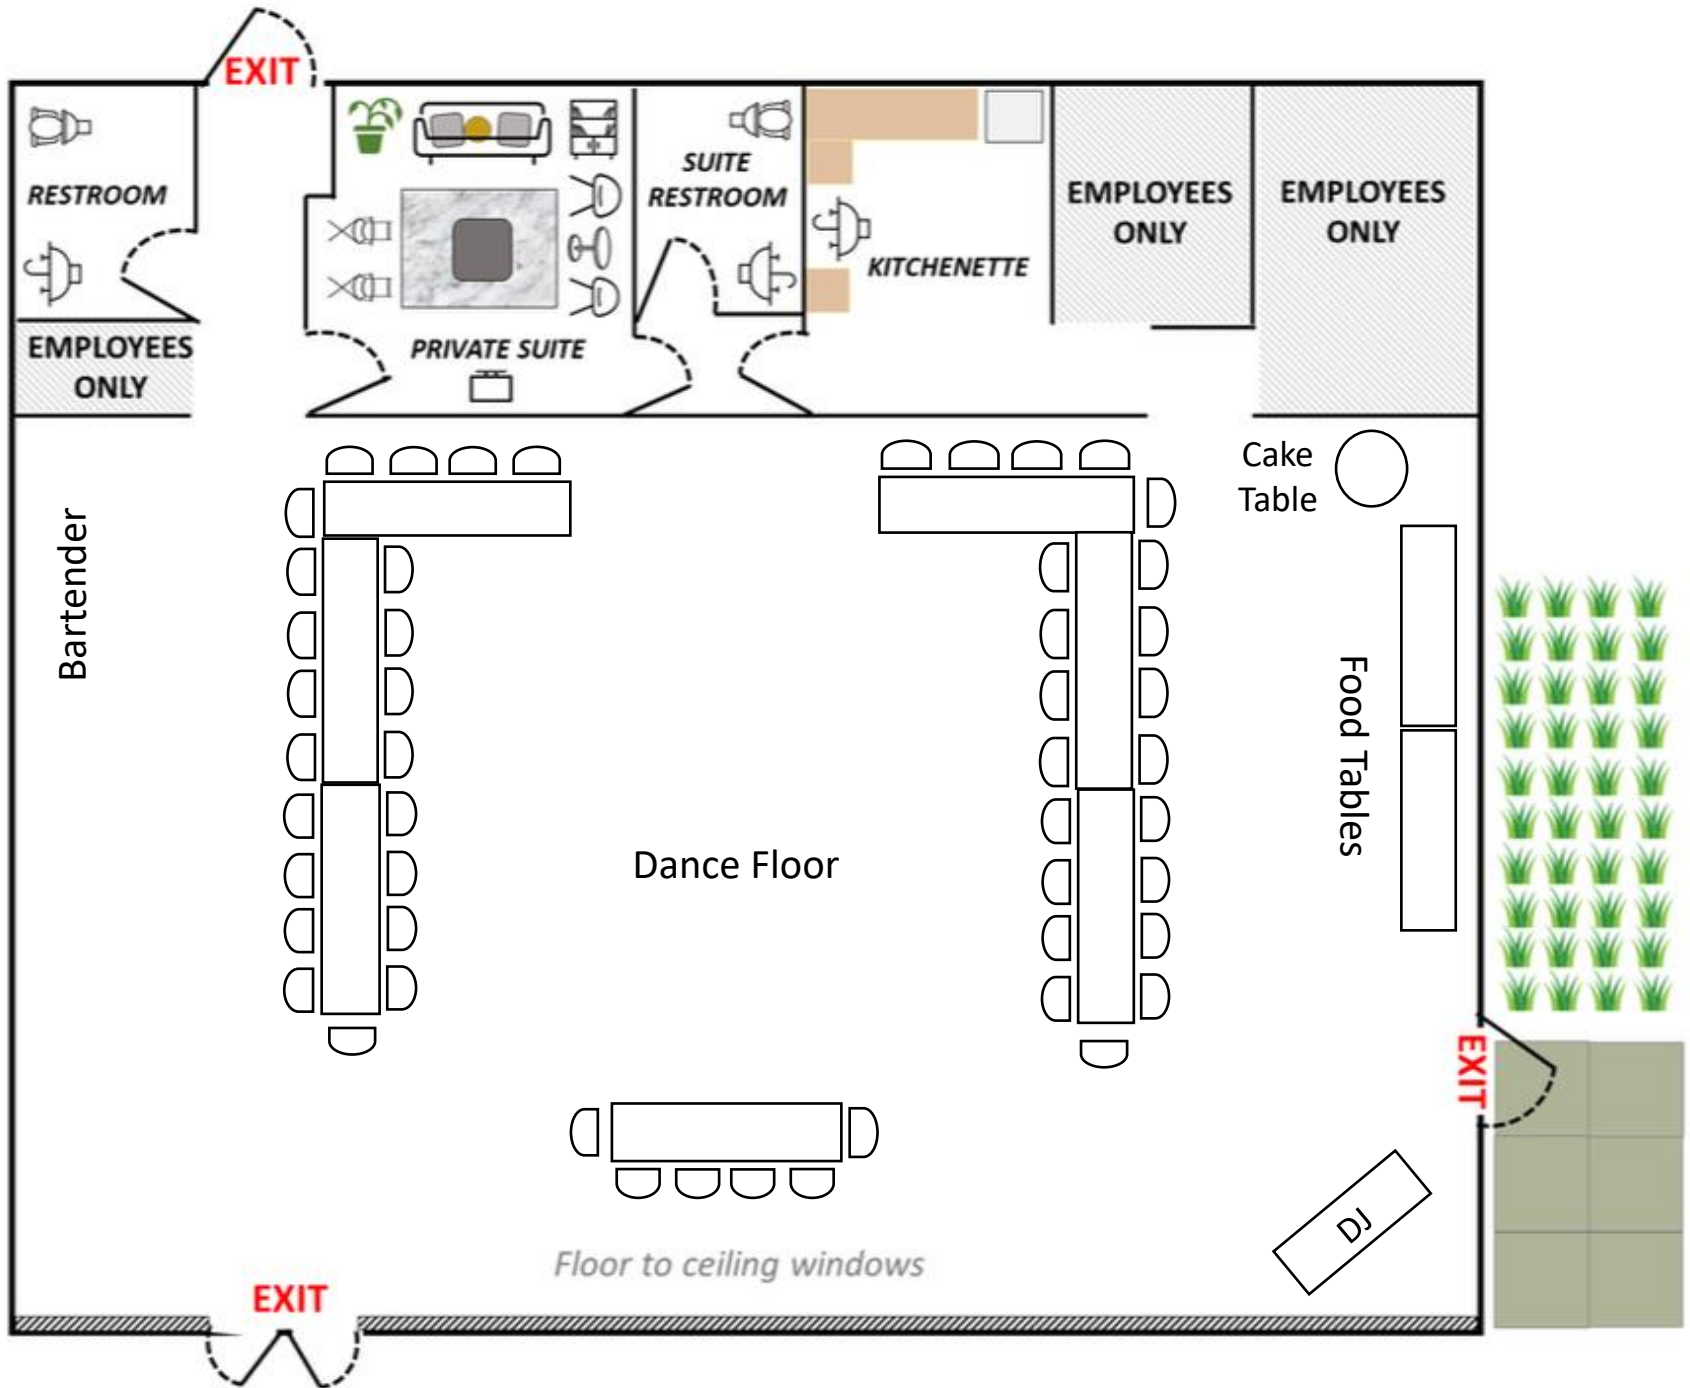 EXIT
RESTROOM
SUITE
RESTROOM
EMPLOYEES
ONLY
EMPLOYEES
ONLY
KITCHENETTE
EMPLOYEES
ONLY
PRIVATE SUITE
Cake
Table
Bartender
Food Tables
Dance Floor
EXIT
DJ
Floor to ceiling windows
EXIT